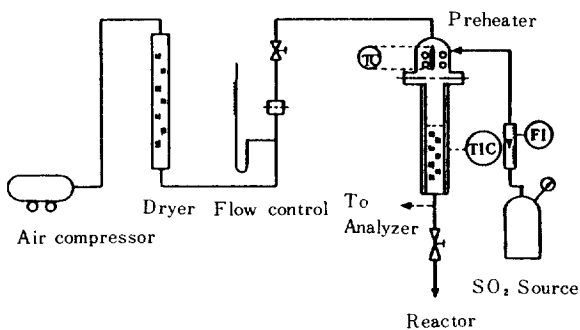 Preheater
TC
TIC
FI
Dryer
Flow control
To
Analyzer
Air compressor
SO₂ Source
Reactor